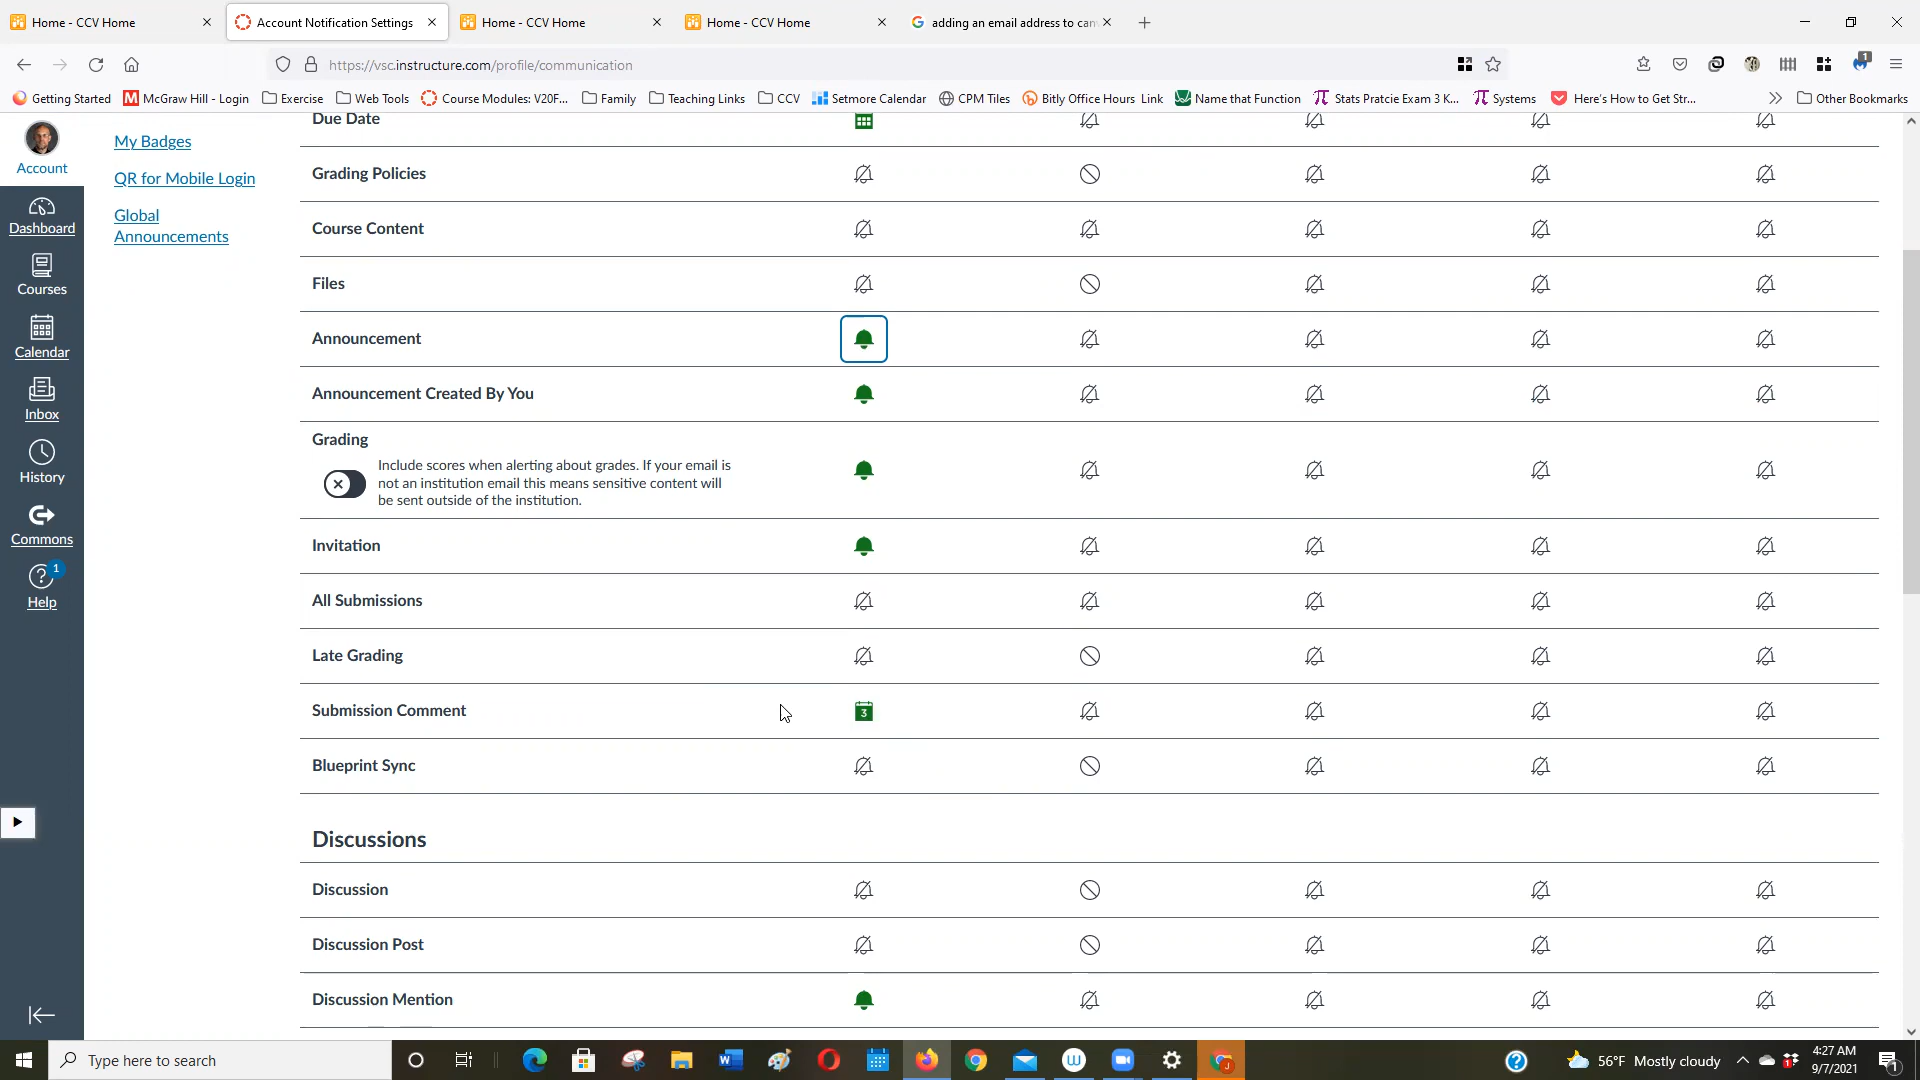 Home - CCV Home
Account Notification Settings
Home - CCV Home
Home - CCV Home
adding an email address to can
https://vsc.instructure.com/profile/communication
1
Getting Started
McGraw Hill - Login
Exercise
Web Tools
Course Modules: V20F...
Family
Teaching Links
CCV
Setmore Calendar
CPM Tiles
Bitly Office Hours Link
Name that Function
Stats Pratcie Exam 3 K...
Systems
Here's How to Get Str...
Other Bookmarks
Account
Dashboard
Courses
Calendar
Inbox
History
Commons
1
Help
My Badges
QR for Mobile Login
Global
Announcements
Due Date
Grading Policies
Course Content
Files
Announcement
Announcement Created By You
Grading
Include scores when alerting about grades. If your email is
not an institution email this means sensitive content will
be sent outside of the institution.
Invitation
All Submissions
Late Grading
Submission Comment
3
Blueprint Sync
Discussions
Discussion
Discussion Post
Discussion Mention
Type here to search
56°F Mostly cloudy
4:27 AM
9/7/2021
1